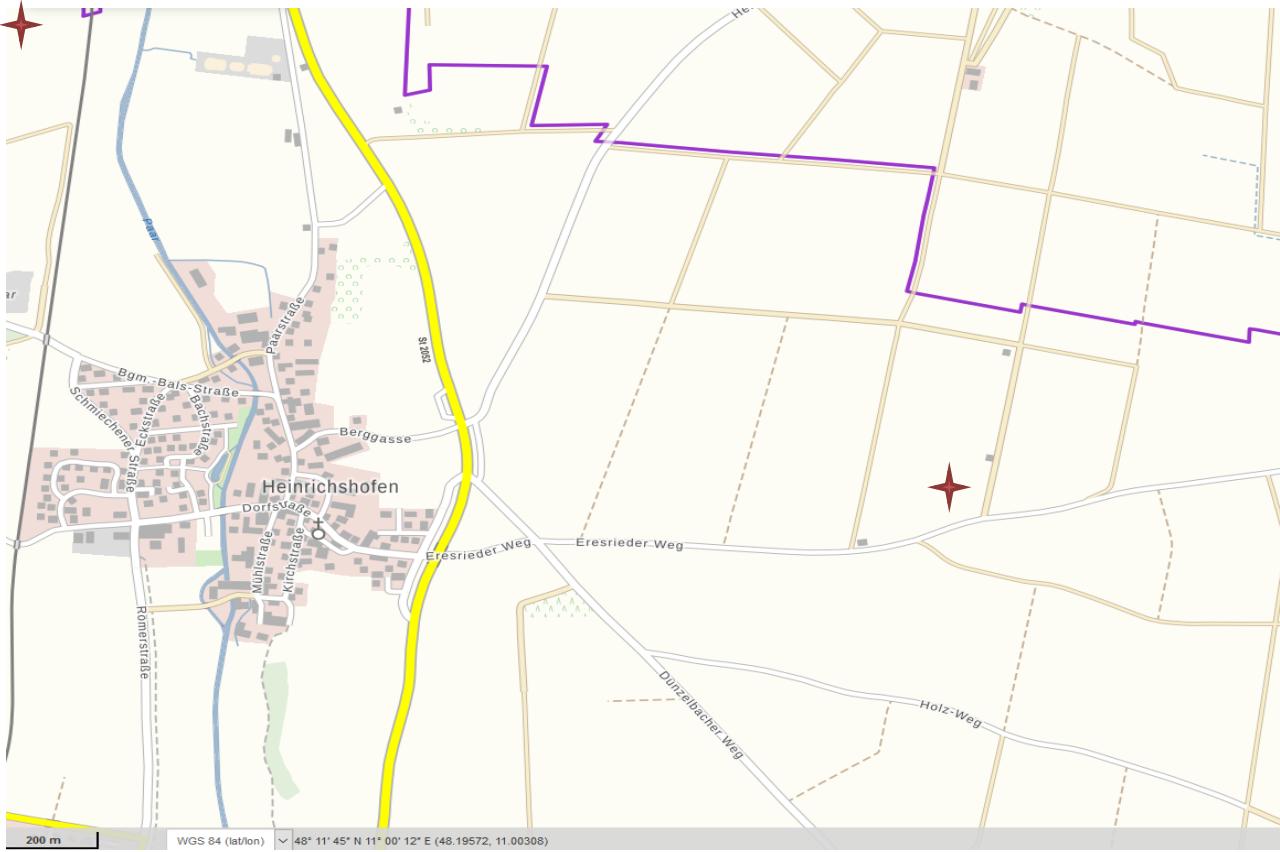 He
Paar
ar
St 2052
Paarstraße
Bgm.-Bals-Straße
Schmiechener Straße
Eckstraße
Bachstraße
Berggasse
Heinrichshofen
Dorfstraße
Mühlstraße
Kirchstraße
Eresrieder Weg
Eresrieder Weg
Römerstraße
Dünzelbacher Weg
Holz-Weg
200 m
WGS 84 (lat/lon)
48° 11' 45" N 11° 00' 12" E (48.19572, 11.00308)